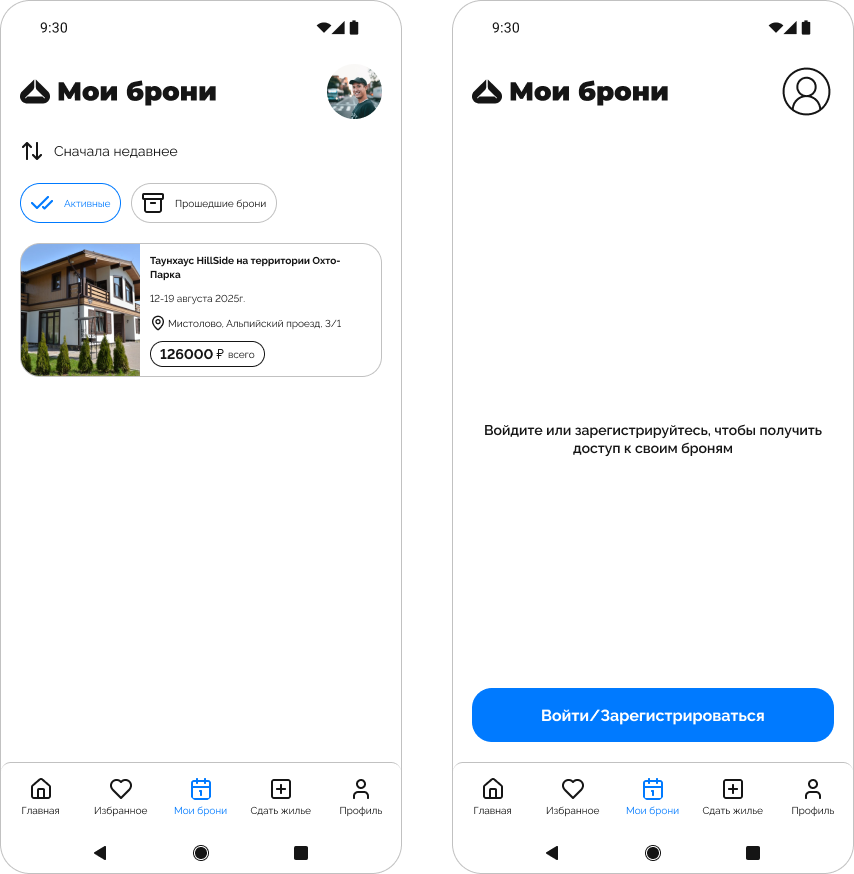 9:30
Мои брони
Сначала недавнее
Активные
Прошедшие брони
Таунхаус HillSide на территории Охто-
Парка
12-19 августа 2025г.
Мистолово, Альпийский проезд, 3/1
126000 ₽ всего
Главная
Избранное
Мои брони
Сдать жилье
Профиль
9:30
Мои брони
Войдите или зарегистрируйтесь, чтобы получить
доступ к своим броням
Войти/Зарегистрироваться
Главная
Избранное
Мои брони
Сдать жилье
Профиль